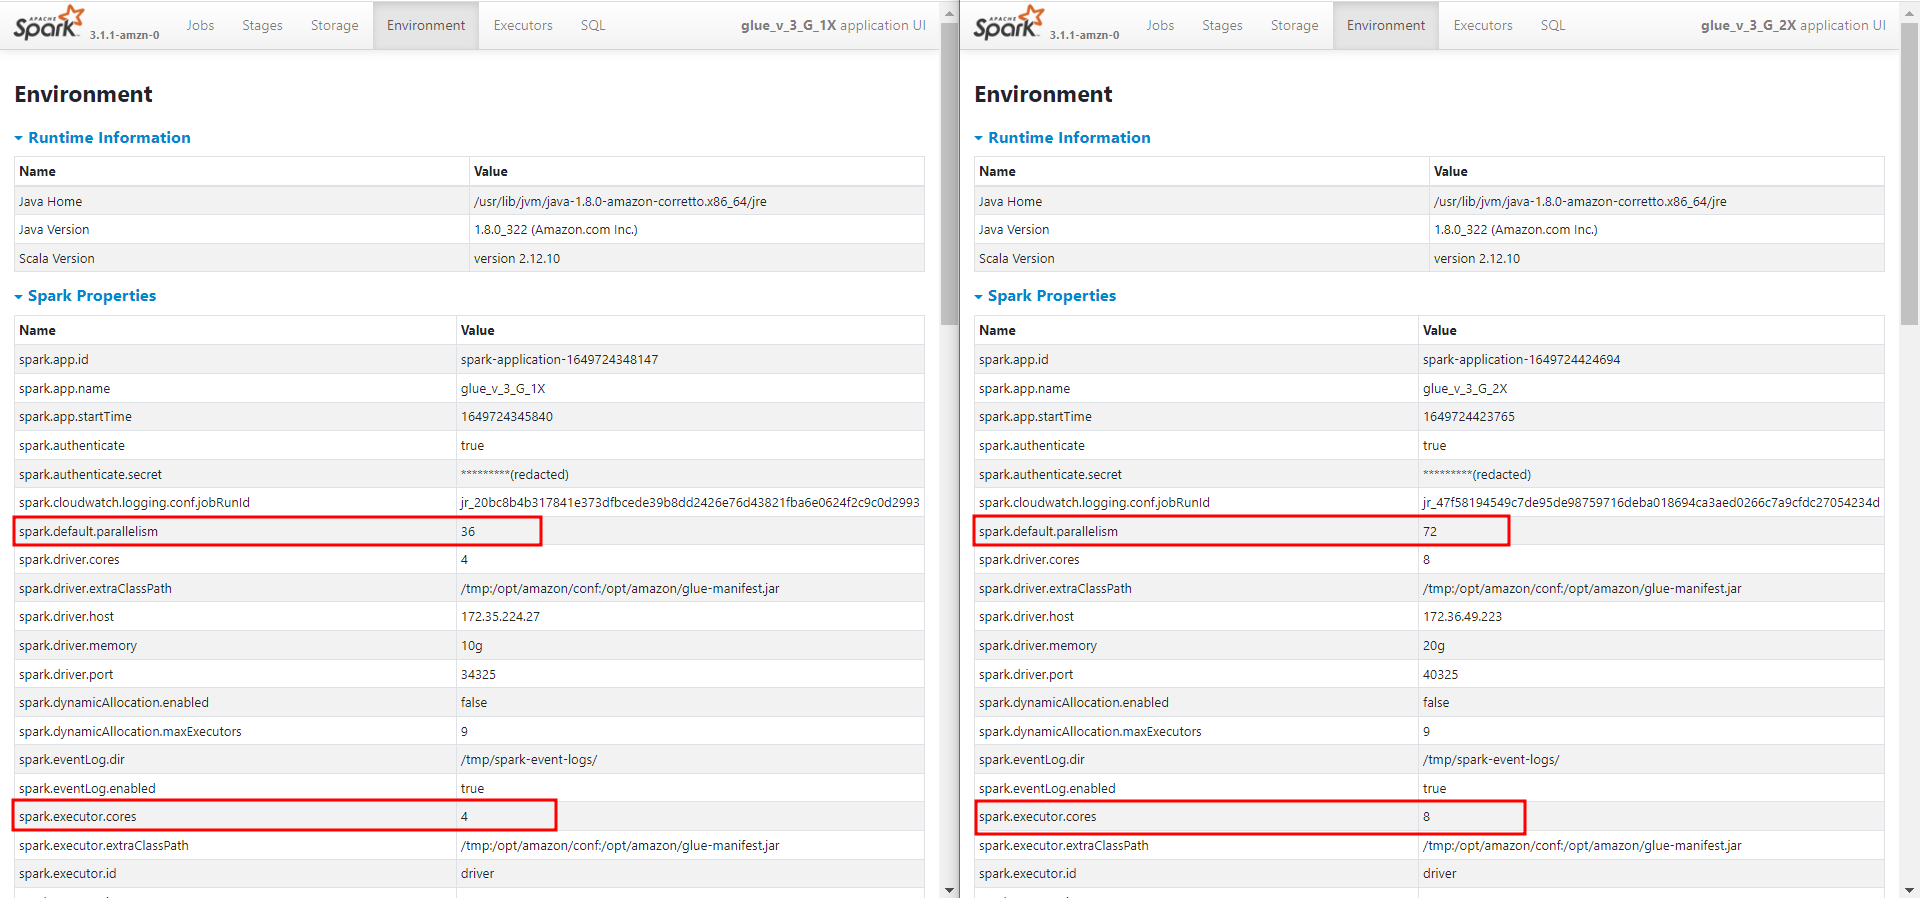 APACHE
Spark 3.1.1-amzn-0 Jobs Stages Storage Environment Executors SQL glue_v_3_G_1X application UI
Environment
Runtime Information
Name Value
Java Home /usr/lib/jvm/java-1.8.0-amazon-corretto.x86_64/jre
Java Version 1.8.0_322 (Amazon.com Inc.)
Scala Version version 2.12.10
Spark Properties
Name Value
spark.app.id spark-application-1649724348147
spark.app.name glue_v_3_G_1X
spark.app.startTime 1649724345840
spark.authenticate true
spark.authenticate.secret *********(redacted)
spark.cloudwatch.logging.conf.jobRunId jr_20bc8b4b317841e373dfbcede39b8dd2426e76d43821fba6e0624f2c9c0d2993
spark.default.parallelism 36
spark.driver.cores 4
spark.driver.extraClassPath /tmp:/opt/amazon/conf:/opt/amazon/glue-manifest.jar
spark.driver.host 172.35.224.27
spark.driver.memory 10g
spark.driver.port 34325
spark.dynamicAllocation.enabled false
spark.dynamicAllocation.maxExecutors 9
spark.eventLog.dir /tmp/spark-event-logs/
spark.eventLog.enabled true
spark.executor.cores 4
spark.executor.extraClassPath /tmp:/opt/amazon/conf:/opt/amazon/glue-manifest.jar
spark.executor.id driver
APACHE
Spark 3.1.1-amzn-0 Jobs Stages Storage Environment Executors SQL glue_v_3_G_2X application UI
Environment
Runtime Information
Name Value
Java Home /usr/lib/jvm/java-1.8.0-amazon-corretto.x86_64/jre
Java Version 1.8.0_322 (Amazon.com Inc.)
Scala Version version 2.12.10
Spark Properties
Name Value
spark.app.id spark-application-1649724424694
spark.app.name glue_v_3_G_2X
spark.app.startTime 1649724423765
spark.authenticate true
spark.authenticate.secret *********(redacted)
spark.cloudwatch.logging.conf.jobRunId jr_47f58194549c7de95de98759716deba018694ca3aed0266c7a9cfdc27054234d
spark.default.parallelism 72
spark.driver.cores 8
spark.driver.extraClassPath /tmp:/opt/amazon/conf:/opt/amazon/glue-manifest.jar
spark.driver.host 172.36.49.223
spark.driver.memory 20g
spark.driver.port 40325
spark.dynamicAllocation.enabled false
spark.dynamicAllocation.maxExecutors 9
spark.eventLog.dir /tmp/spark-event-logs/
spark.eventLog.enabled true
spark.executor.cores 8
spark.executor.extraClassPath /tmp:/opt/amazon/conf:/opt/amazon/glue-manifest.jar
spark.executor.id driver